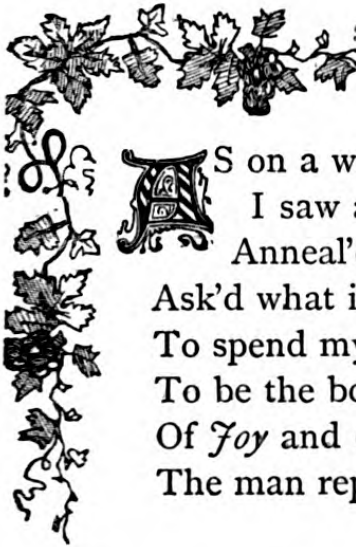 AS on a w
I saw a
Anneal'
Ask'd what i
To spend my
To be the bo
Of Joy and
The man rep